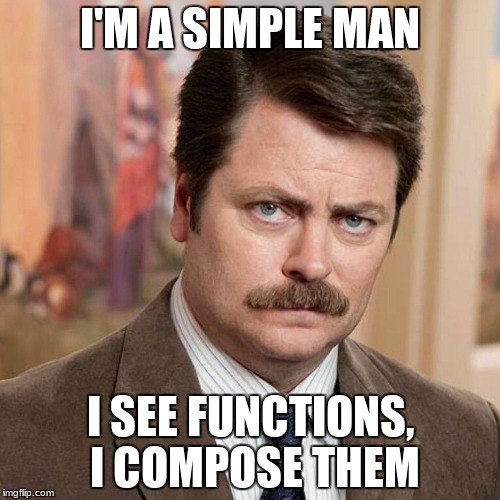 I'M A SIMPLE MAN
I SEE FUNCTIONS,
I COMPOSE THEM
imgflip.com